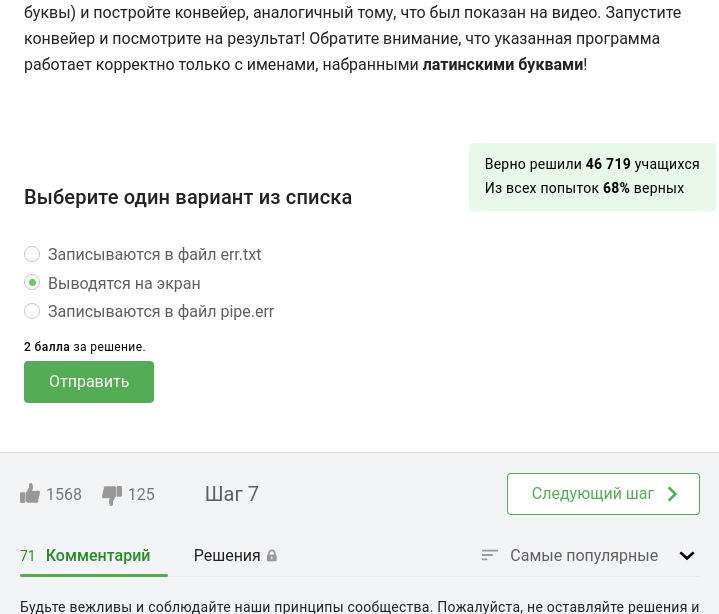 буквы) и постройте конвейер, аналогичный тому, что был показан на видео. Запустите
конвейер и посмотрите на результат! Обратите внимание, что указанная программа
работает корректно только с именами, набранными латинскими буквами!
Верно решили 46 719 учащихся
Из всех попыток 68% верных
Выберите один вариант из списка
Записываются в файл err.txt
Выводятся на экран
Записываются в файл pipe.err
2 балла за решение.
Отправить
1568 125 Шаг 7 Следующий шаг
71 Комментарий Решения Самые популярные
Будьте вежливы и соблюдайте наши принципы сообщества. Пожалуйста, не оставляйте решения и